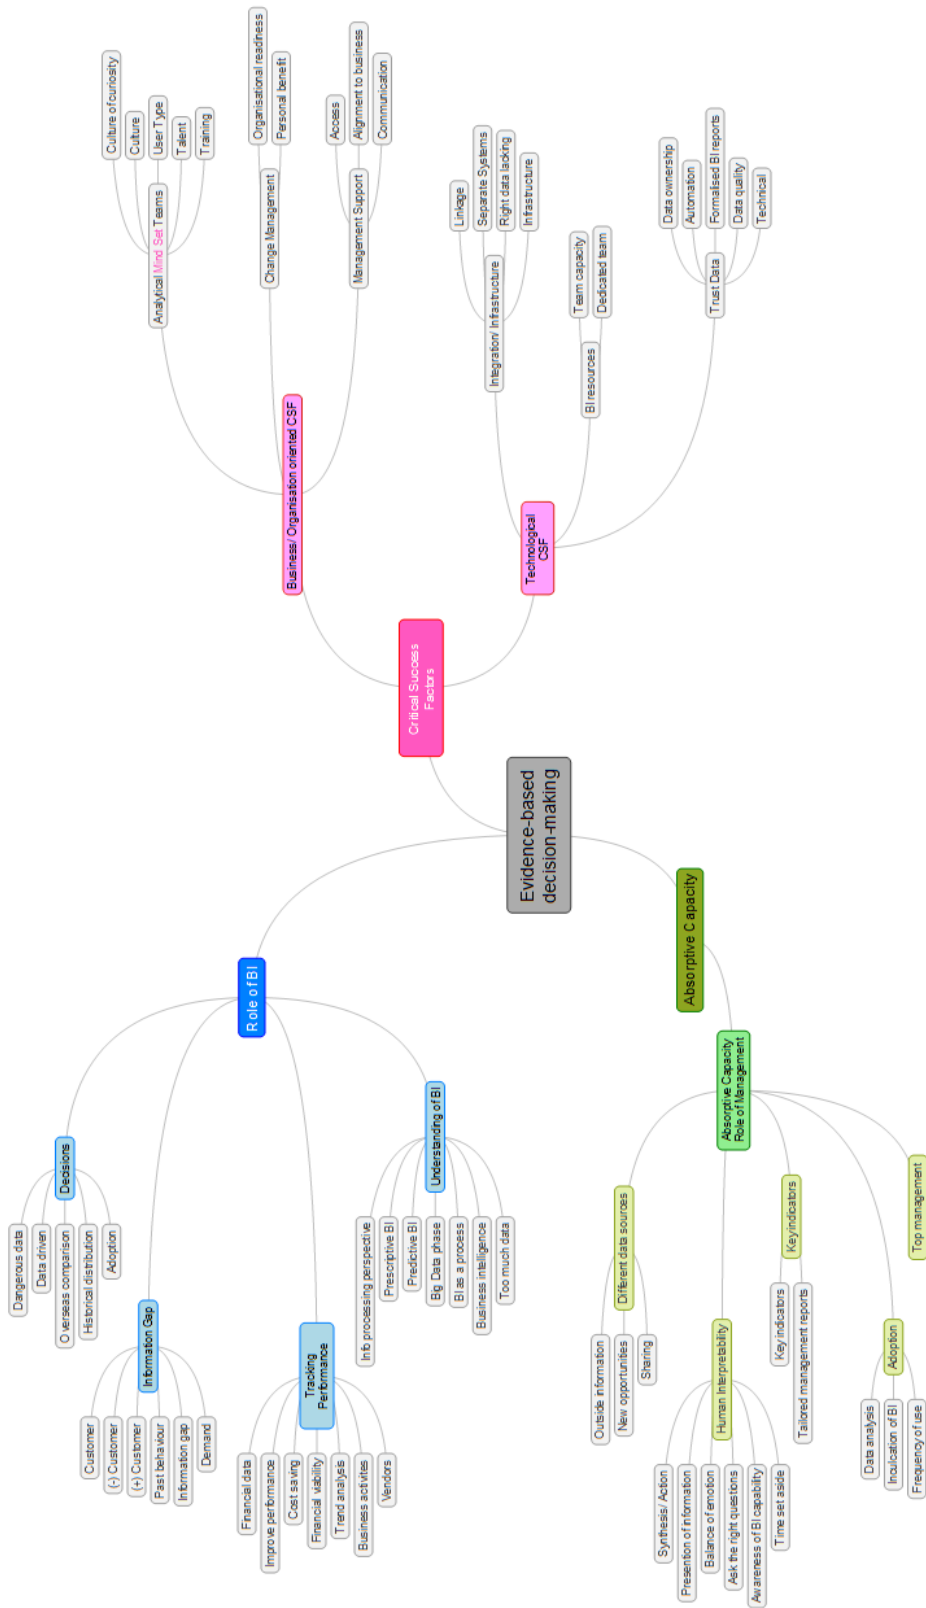 Evidence-based
decision-making
Role of BI
Decisions
Dangerous data
Data driven
Overseas comparison
Historical distribution
Adoption
Information Gap
Customer
(-) Customer
(+) Customer
Past behaviour
Information gap
Demand
Tracking
Performance
Financial data
Improve performance
Cost saving
Financial viability
Trend analysis
Business activites
Vendors
Understanding of BI
Info processing perspective
Prescriptive BI
Predictive BI
Big Data phase
BI as a process
Business intelligence
Too much data
Critical Success
Factors
Business/ Organisation oriented CSF
Analytical Mind Set Teams
Culture of curiosity
Culture
User Type
Talent
Training
Change Management
Organisational readiness
Personal benefit
Management Support
Access
Alignment to business
Communication
Technological
CSF
Integration/ Infrastructure
Linkage
Separate Systems
Right data lacking
Infrastructure
BI resources
Team capacity
Dedicated team
Trust Data
Data ownership
Automation
Formalised BI reports
Data quality
Technical
Absorptive Capacity
Absorptive Capacity
Role of Management
Different data sources
Outside information
New opportunities
Sharing
Human Interpretability
Synthesis/ Action
Presention of information
Balance of emotion
Ask the right questions
Awareness of BI capability
Time set aside
Key indicators
Key indicators
Tailored management reports
Adoption
Data analysis
Inculcation of BI
Frequency of use
Top management